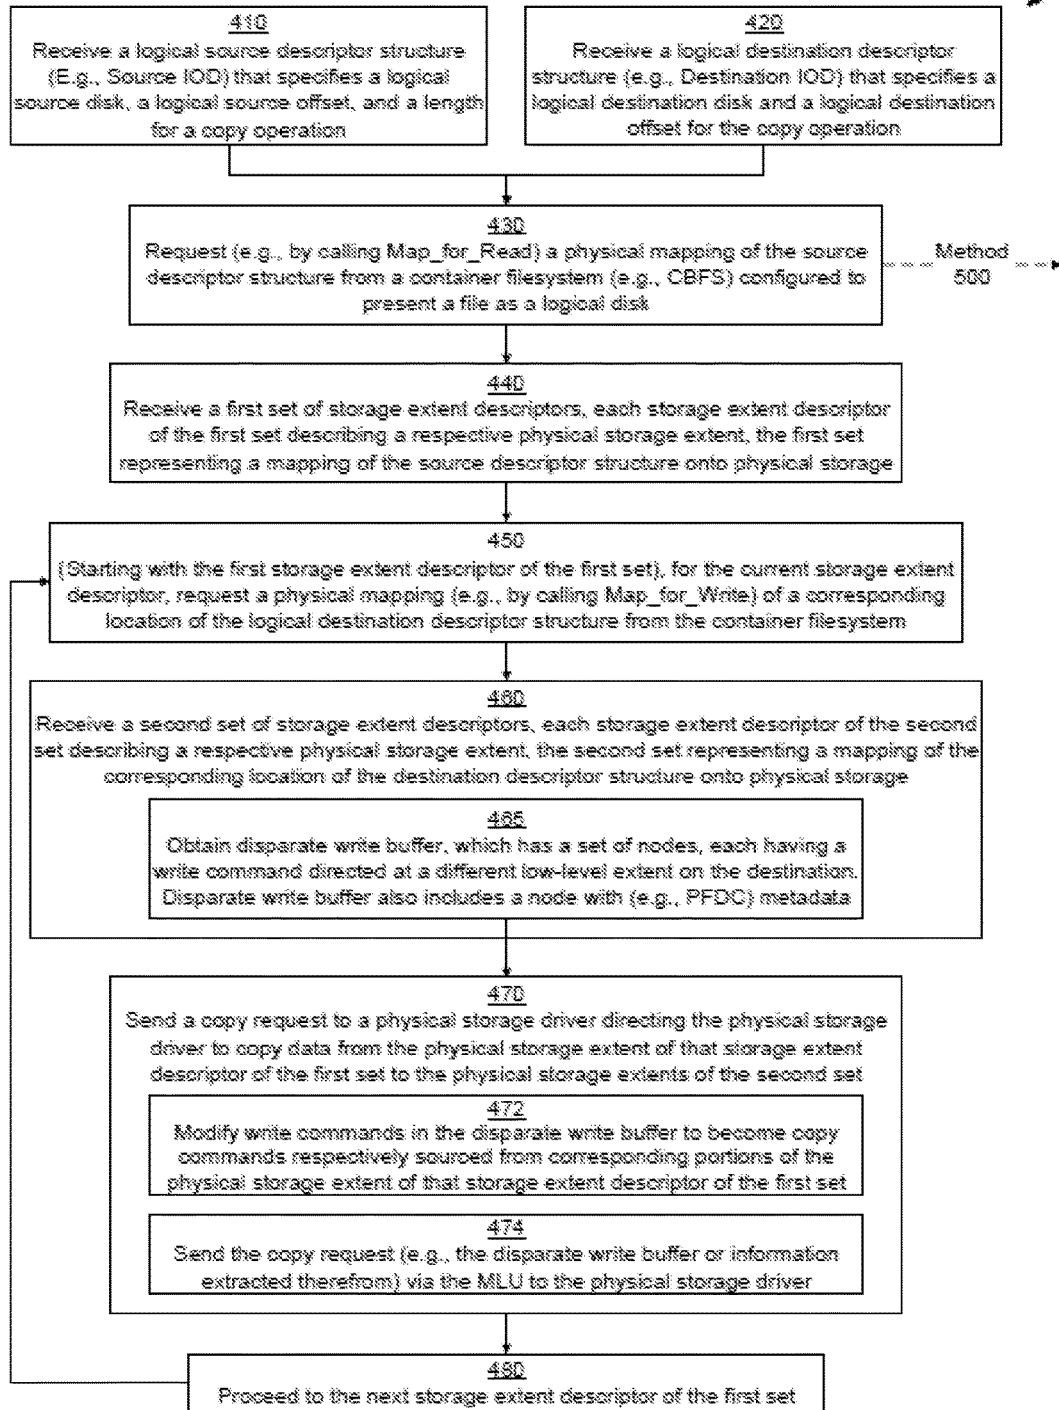 410
Receive a logical source descriptor structure
(E.g., Source IOD) that specifies a logical
source disk, a logical source offset, and a length
for a copy operation
420
Receive a logical destination descriptor
structure (e.g., Destination IOD) that specifies a
logical destination disk and a logical destination
offset for the copy operation
430
Request (e.g., by calling Map_for_Read) a physical mapping of the source
descriptor structure from a container filesystem (e.g., CBFS) configured to
present a file as a logical disk
Method
500
440
Receive a first set of storage extent descriptors, each storage extent descriptor
of the first set describing a respective physical storage extent, the first set
representing a mapping of the source descriptor structure onto physical storage
450
(Starting with the first storage extent descriptor of the first set), for the current storage extent
descriptor, request a physical mapping (e.g., by calling Map_for_Write) of a corresponding
location of the logical destination descriptor structure from the container filesystem
460
Receive a second set of storage extent descriptors, each storage extent descriptor of the second
set describing a respective physical storage extent, the second set representing a mapping of the
corresponding location of the destination descriptor structure onto physical storage
465
Obtain disparate write buffer, which has a set of nodes, each having a
write command directed at a different low-level extent on the destination.
Disparate write buffer also includes a node with (e.g., PFDC) metadata
470
Send a copy request to a physical storage driver directing the physical storage
driver to copy data from the physical storage extent of that storage extent
descriptor of the first set to the physical storage extents of the second set
472
Modify write commands in the disparate write buffer to become copy
commands respectively sourced from corresponding portions of the
physical storage extent of that storage extent descriptor of the first set
474
Send the copy request (e.g., the disparate write buffer or information
extracted therefrom) via the MLU to the physical storage driver
480
Proceed to the next storage extent descriptor of the first set